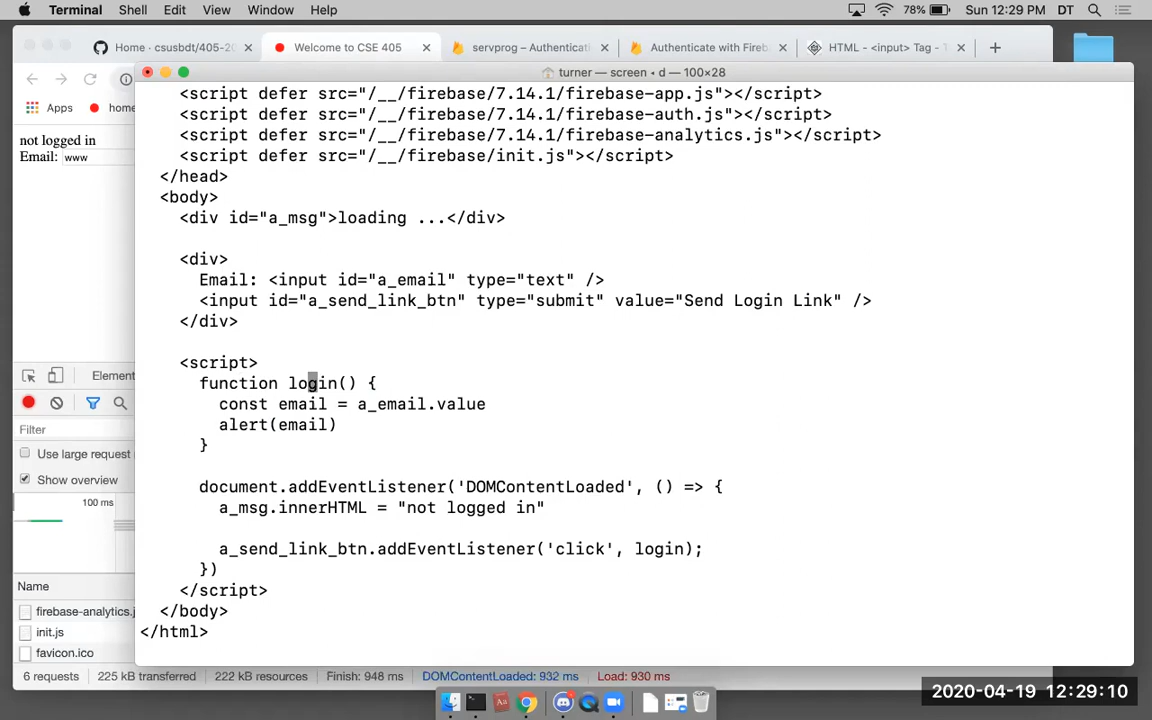 Terminal Shell Edit View Window Help 78% Sun 12:29 PM DT
Home · csusbdt/405-20 Welcome to CSE 405 servprog – Authenticati Authenticate with Fireb HTML - <input> Tag - T
turner — screen • d — 100×28
Apps home
not logged in
Email: www
<script defer src="/__/firebase/7.14.1/firebase-app.js"></script>
<script defer src="/__/firebase/7.14.1/firebase-auth.js"></script>
<script defer src="/__/firebase/7.14.1/firebase-analytics.js"></script>
<script defer src="/__/firebase/init.js"></script>
</head>
<body>
<div id="a_msg">loading ...</div>
<div>
Email: <input id="a_email" type="text" />
<input id="a_send_link_btn" type="submit" value="Send Login Link" />
</div>
<script>
function login() {
const email = a_email.value
alert(email)
}
document.addEventListener('DOMContentLoaded', () => {
a_msg.innerHTML = "not logged in"
a_send_link_btn.addEventListener('click', login);
})
</script>
</body>
</html>
Element
Filter
Use large request
Show overview
100 ms
Name
firebase-analytics.j
init.js
favicon.ico
6 requests 225 kB transferred 222 kB resources Finish: 948 ms DOMContentLoaded: 932 ms Load: 930 ms
2020-04-19 12:29:10